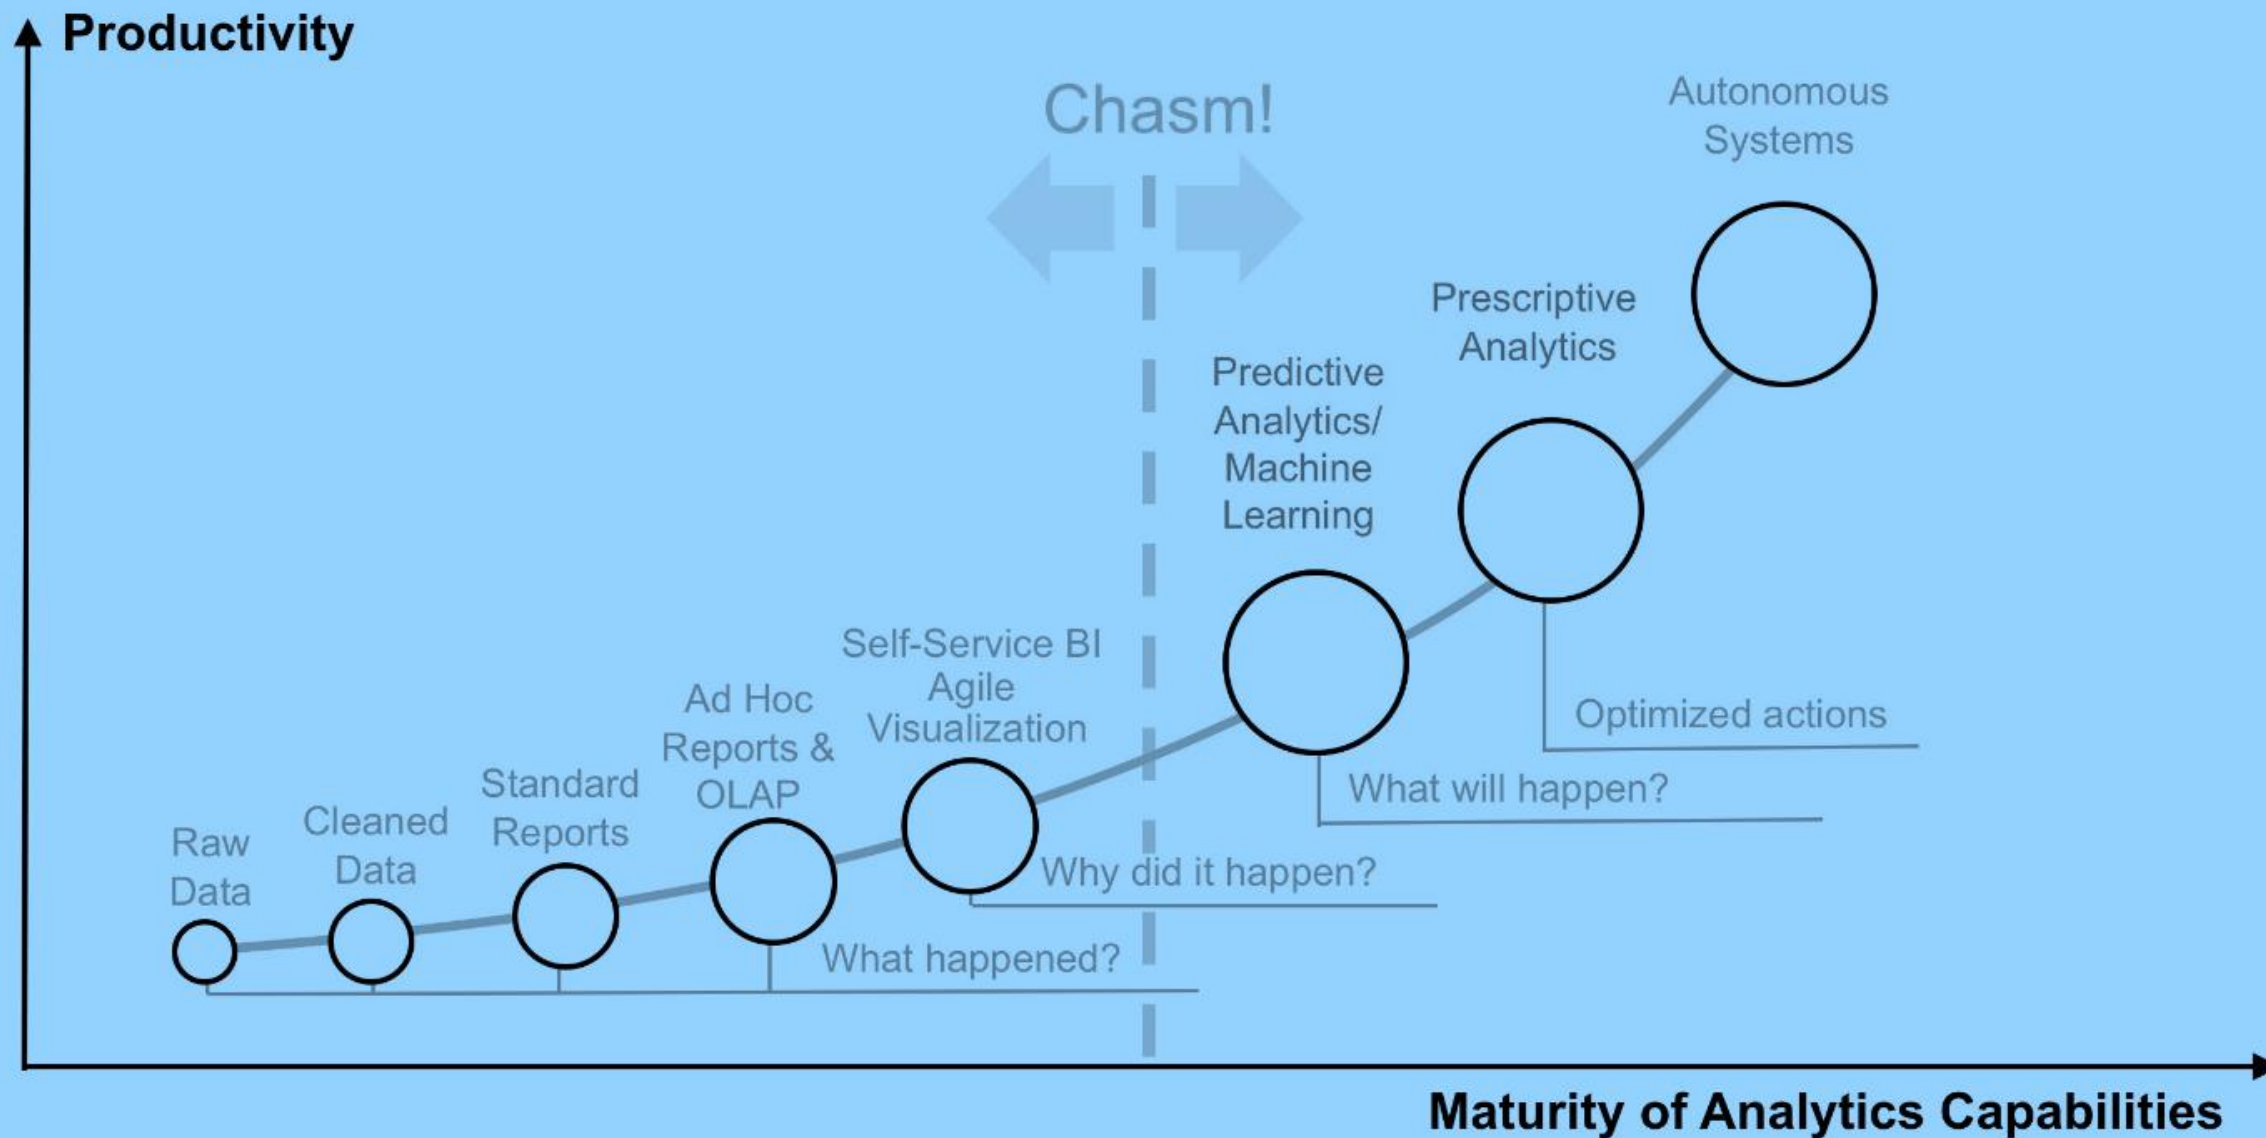 Productivity
Chasm!
Autonomous
Systems
Prescriptive
Analytics
Predictive
Analytics/
Machine
Learning
Self-Service BI
Agile
Visualization
Ad Hoc
Reports &
OLAP
Standard
Reports
Cleaned
Data
Raw
Data
Optimized actions
What will happen?
Why did it happen?
What happened?
Maturity of Analytics Capabilities